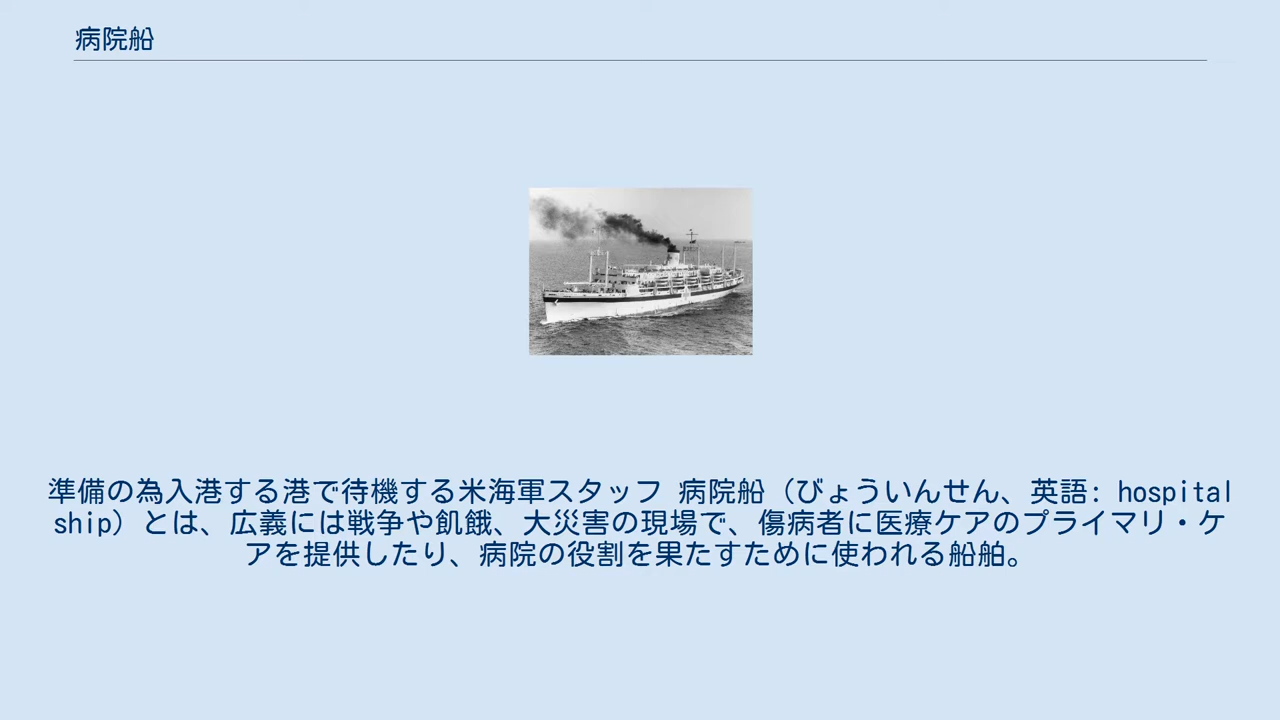 病院船
準備の為入港する港で待機する米海軍スタッフ 病院船（びょういんせん、英語: hospital
ship）とは、広義には戦争や飢餓、大災害の現場で、傷病者に医療ケアのプライマリ・ケ
アを提供したり、病院の役割を果たすために使われる船舶。